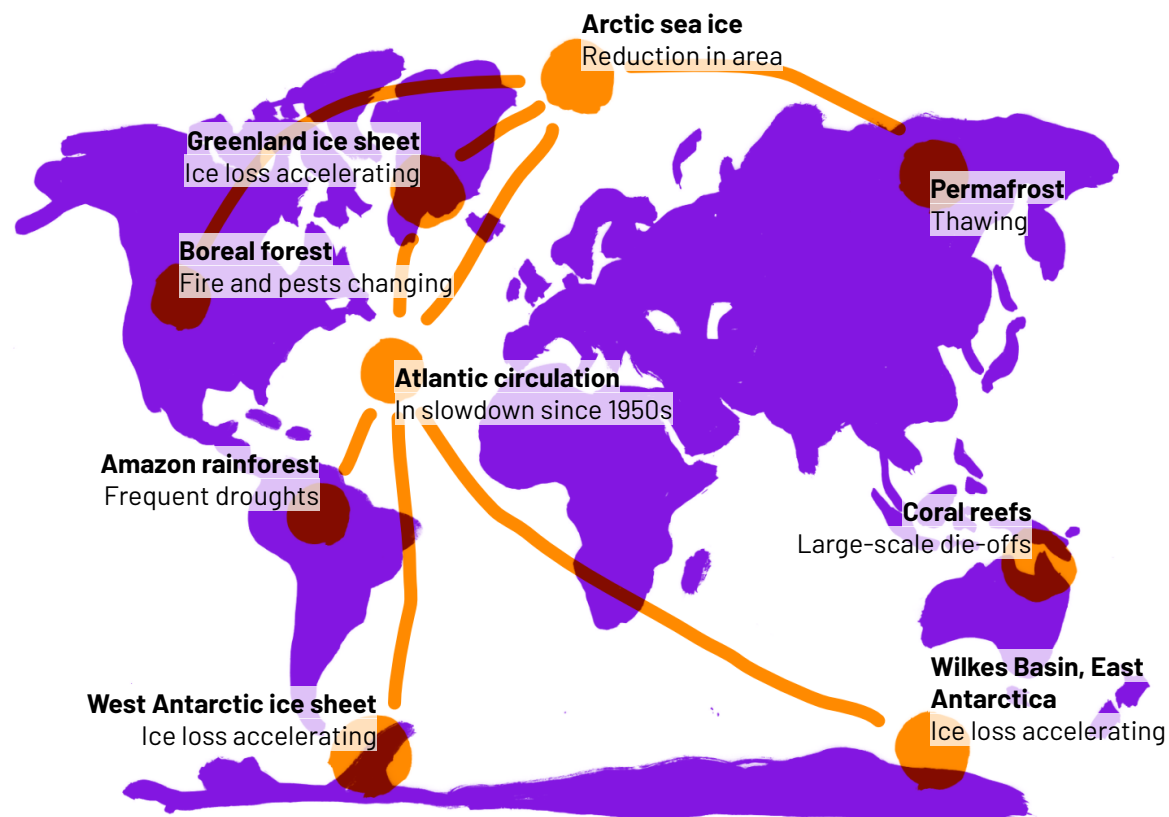 Arctic sea ice
Reduction in area
Greenland ice sheet
Ice loss accelerating
Permafrost
Thawing
Boreal forest
Fire and pests changing
Atlantic circulation
In slowdown since 1950s
Amazon rainforest
Frequent droughts
Coral reefs
Large-scale die-offs
West Antarctic ice sheet
Ice loss accelerating
Wilkes Basin, East
Antarctica
Ice loss accelerating